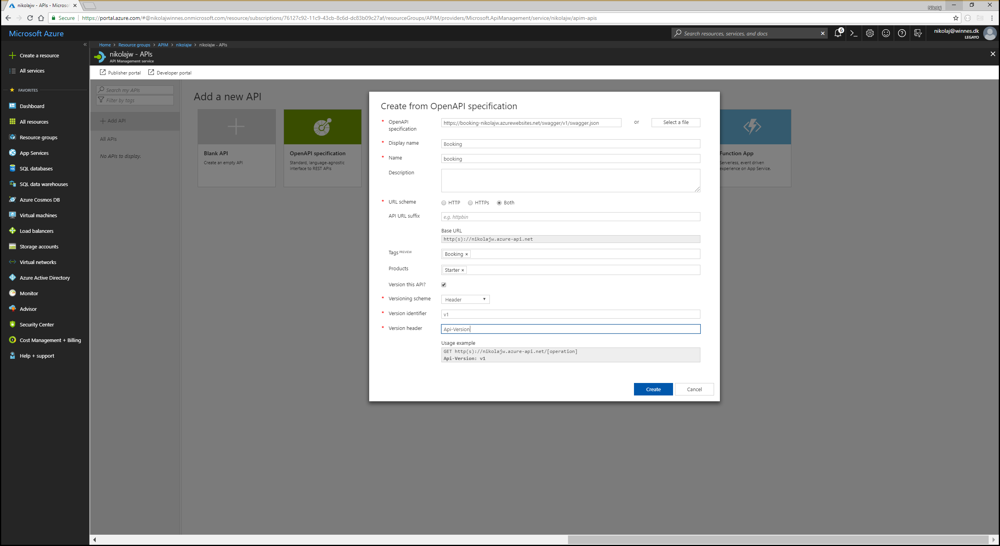 nikolajw - APIs - Microso
Nikolaj
Secure
https://portal.azure.com/#@nikolajwinnes.onmicrosoft.com/resource/subscriptions/76127c92-11c9-43cb-8c6d-dc83b09c27af/resourceGroups/APIM/providers/Microsoft.ApiManagement/service/nikolajw/apim-apis
Microsoft Azure
Search resources, services, and docs
6
nikolaj@winnes.dk
LEGAYO
Home > Resource groups > APIM > nikolajw > nikolajw - APIs
nikolajw - APIs
API Management service
Publisher portal
Developer portal
Create a resource
All services
FAVORITES
Dashboard
All resources
Resource groups
App Services
SQL databases
SQL data warehouses
Azure Cosmos DB
Virtual machines
Load balancers
Storage accounts
Virtual networks
Azure Active Directory
Monitor
Advisor
Security Center
Cost Management + Billing
Help + support
Search my APIs
Filter by tags
Add API
All APIs
No APIs to display.
Add a new API
Blank API
Create an empty API
OpenAPI specification
Standard, language-agnostic
interface to REST APIs
Function App
Serverless, event driven
experience on App Service.
Create from OpenAPI specification
* OpenAPI
specification
https://booking-nikolajw.azurewebsites.net/swagger/v1/swagger.json
or
Select a file
* Display name
Booking
* Name
booking
Description
* URL scheme
HTTP
HTTPs
Both
API URL suffix
e.g. httpbin
Base URL
http(s)://nikolajw.azure-api.net
Tags PREVIEW
Booking ×
Products
Starter ×
Version this API?
* Versioning scheme
Header
* Version identifier
v1
* Version header
Api-Version
Usage example
GET http(s)://nikolajw.azure-api.net/[operation]
Api-Version: v1
Create
Cancel